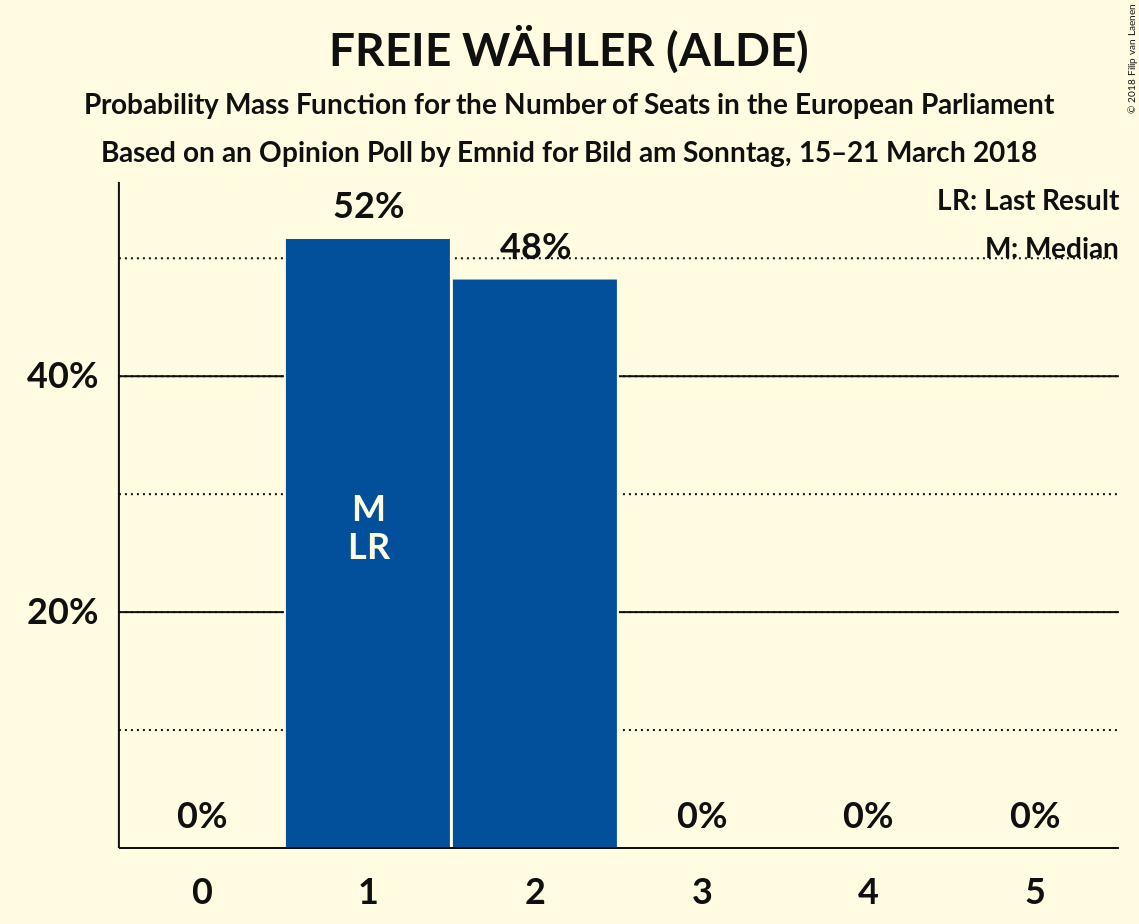 FREIE WÄHLER (ALDE)
Probability Mass Function for the Number of Seats in the European Parliament
Based on an Opinion Poll by Emnid for Bild am Sonntag, 15–21 March 2018
© 2018 Filip van Laenen
LR: Last Result
M: Median
52%
48%
40%
20%
M
LR
0%
0%
0%
0%
0
1
2
3
4
5